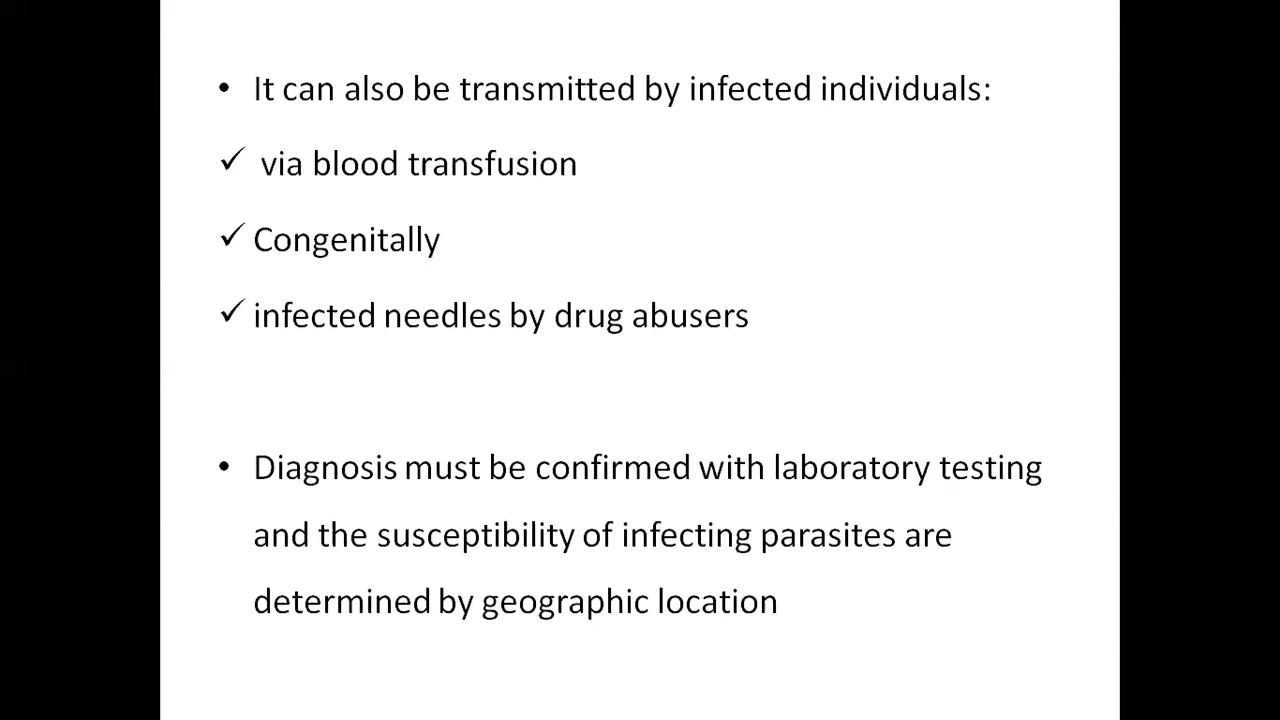 • It can also be transmitted by infected individuals:
✓ via blood transfusion
✓ Congenitally
✓ infected needles by drug abusers
• Diagnosis must be confirmed with laboratory testing
and the susceptibility of infecting parasites are
determined by geographic location